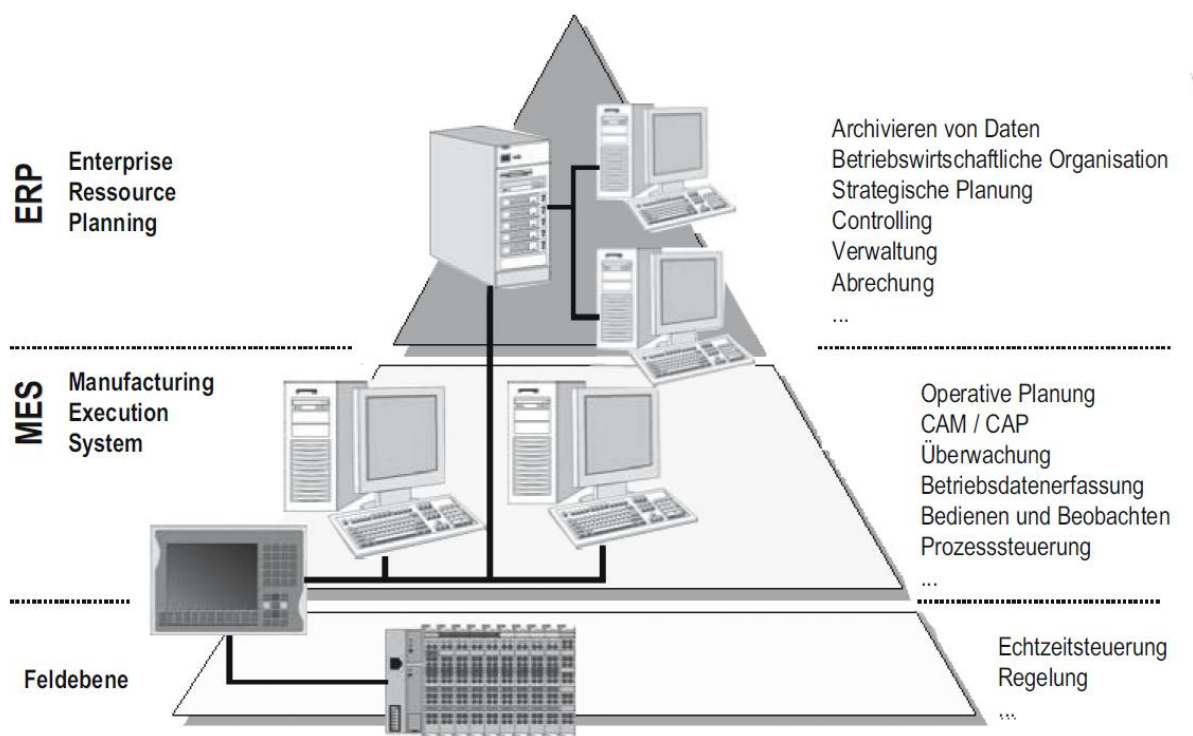 ERP
Enterprise
Ressource
Planning
Archivieren von Daten
Betriebswirtschaftliche Organisation
Strategische Planung
Controlling
Verwaltung
Abrechung
...
MES
Manufacturing
Execution
System
Operative Planung
CAM / CAP
Überwachung
Betriebsdatenerfassung
Bedienen und Beobachten
Prozesssteuerung
...
Feldebene
Echtzeitsteuerung
Regelung
...